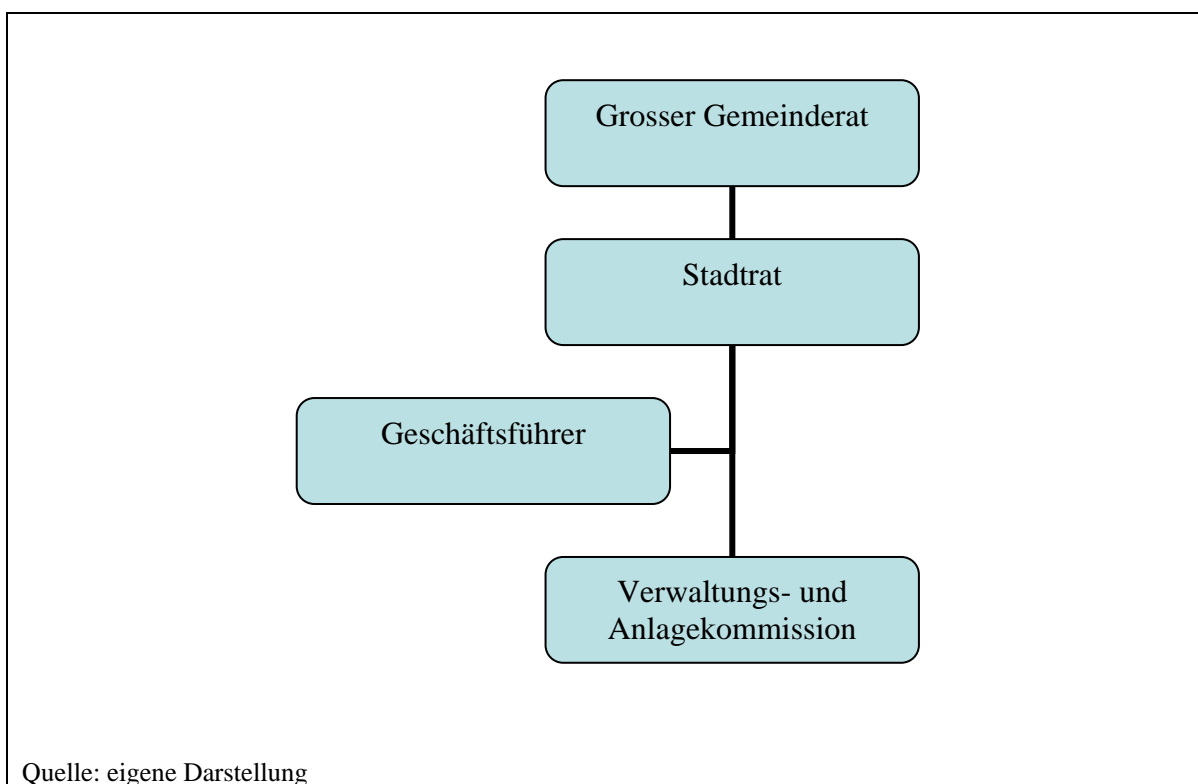 Grosser Gemeinderat
Stadtrat
Geschäftsführer
Verwaltungs- und
Anlagekommission
Quelle: eigene Darstellung